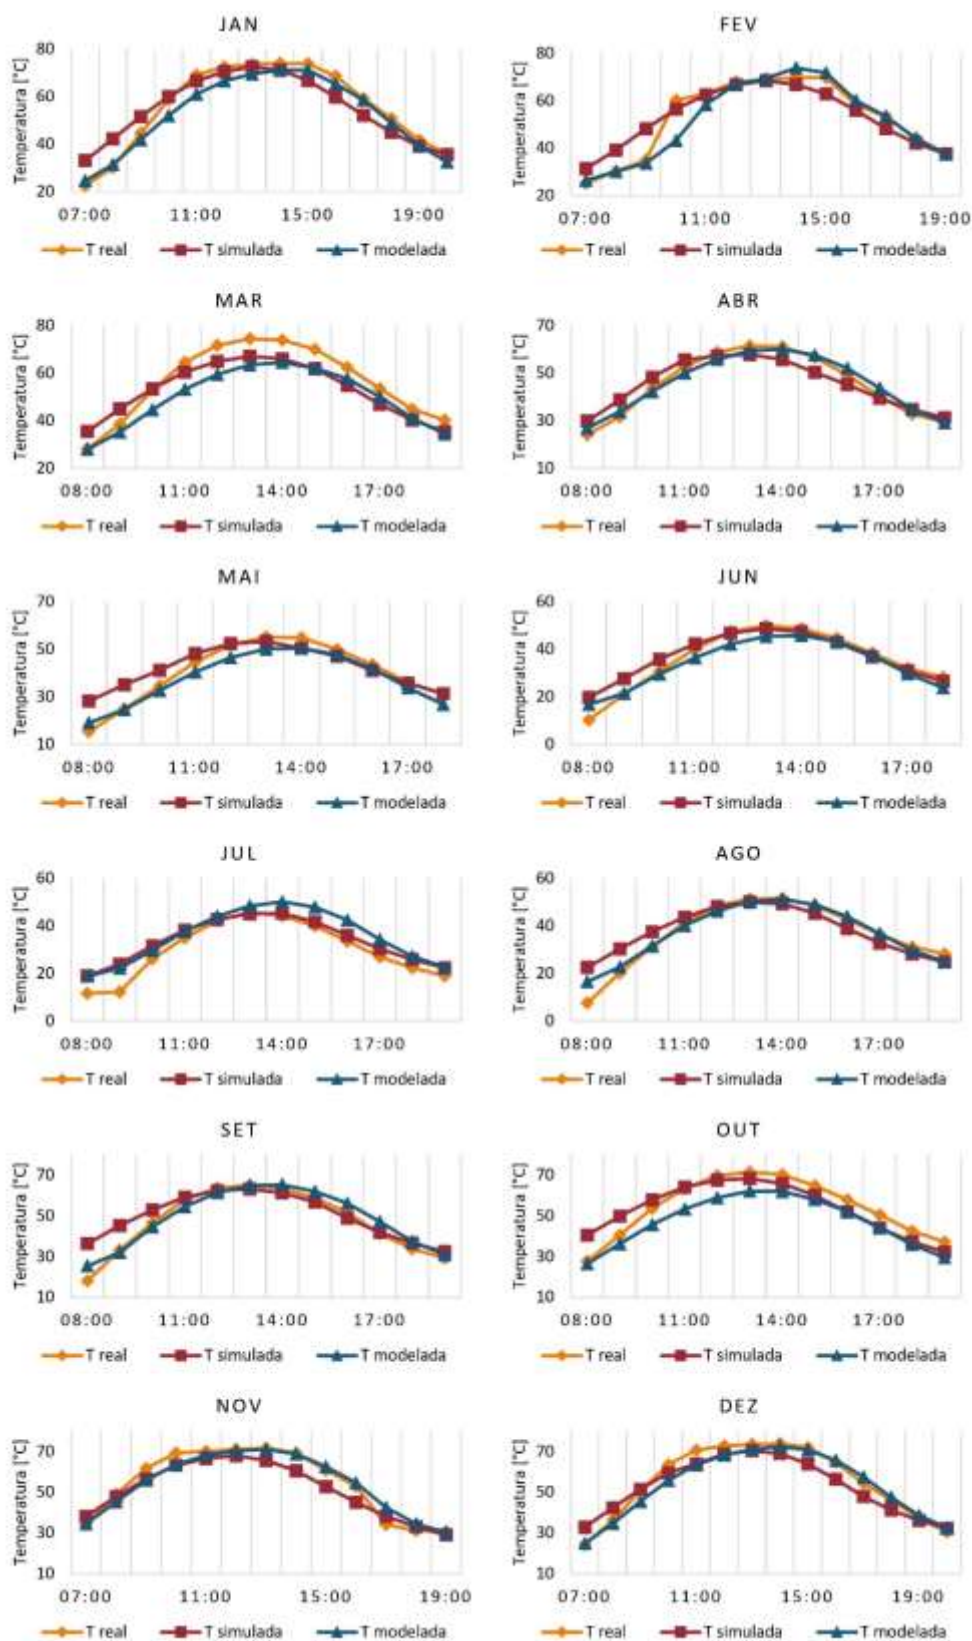 JAN
Temperatura [°C]
80
60
40
20
07:00 11:00 15:00 19:00
T real T simulada T modelada
FEV
Temperatura [°C]
80
60
40
20
07:00 11:00 15:00 19:00
T real T simulada T modelada
MAR
Temperatura [°C]
80
60
40
20
08:00 11:00 14:00 17:00
T real T simulada T modelada
ABR
Temperatura [°C]
70
50
30
10
08:00 11:00 14:00 17:00
T real T simulada T modelada
MAI
Temperatura [°C]
70
50
30
10
08:00 11:00 14:00 17:00
T real T simulada T modelada
JUN
Temperatura [°C]
60
40
20
0
08:00 11:00 14:00 17:00
T real T simulada T modelada
JUL
Temperatura [°C]
60
40
20
0
08:00 11:00 14:00 17:00
T real T simulada T modelada
AGO
Temperatura [°C]
60
40
20
0
08:00 11:00 14:00 17:00
T real T simulada T modelada
SET
Temperatura [°C]
70
50
30
10
08:00 11:00 14:00 17:00
T real T simulada T modelada
OUT
Temperatura [°C]
70
50
30
10
08:00 11:00 14:00 17:00
T real T simulada T modelada
NOV
Temperatura [°C]
70
50
30
10
07:00 11:00 15:00 19:00
T real T simulada T modelada
DEZ
Temperatura [°C]
70
50
30
10
07:00 11:00 15:00 19:00
T real T simulada T modelada